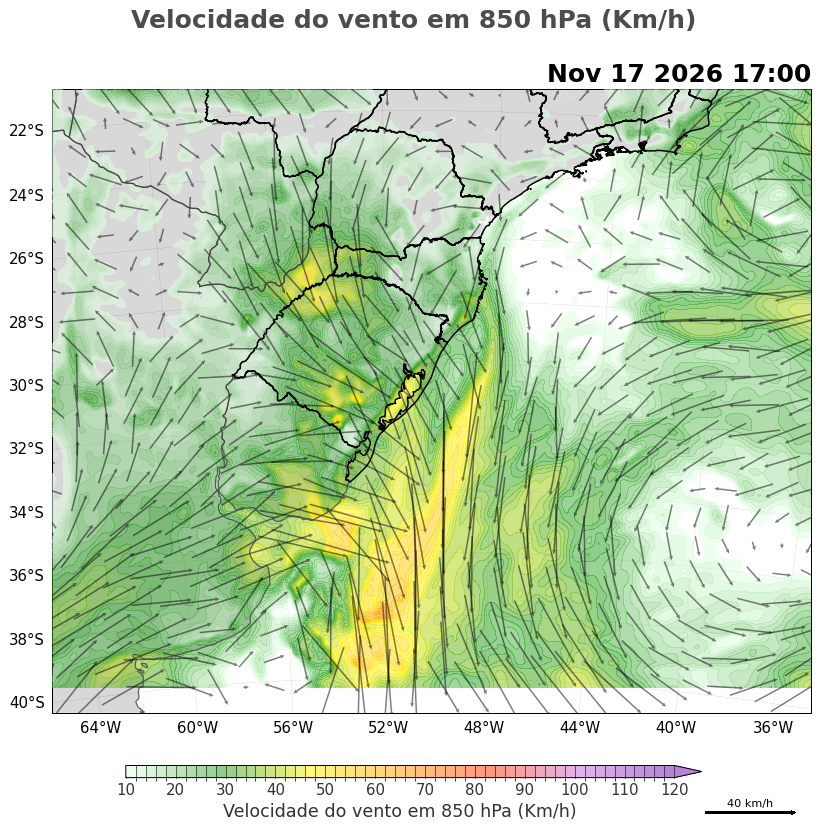 Velocidade do vento em 850 hPa (Km/h)
Nov 17 2026 17:00
22°S
24°S
26°S
28°S
30°S
32°S
34°S
36°S
38°S
40°S
64°W 60°W 56°W 52°W 48°W 44°W 40°W 36°W
10 20 30 40 50 60 70 80 90 100 110 120
40 km/h
Velocidade do vento em 850 hPa (Km/h)